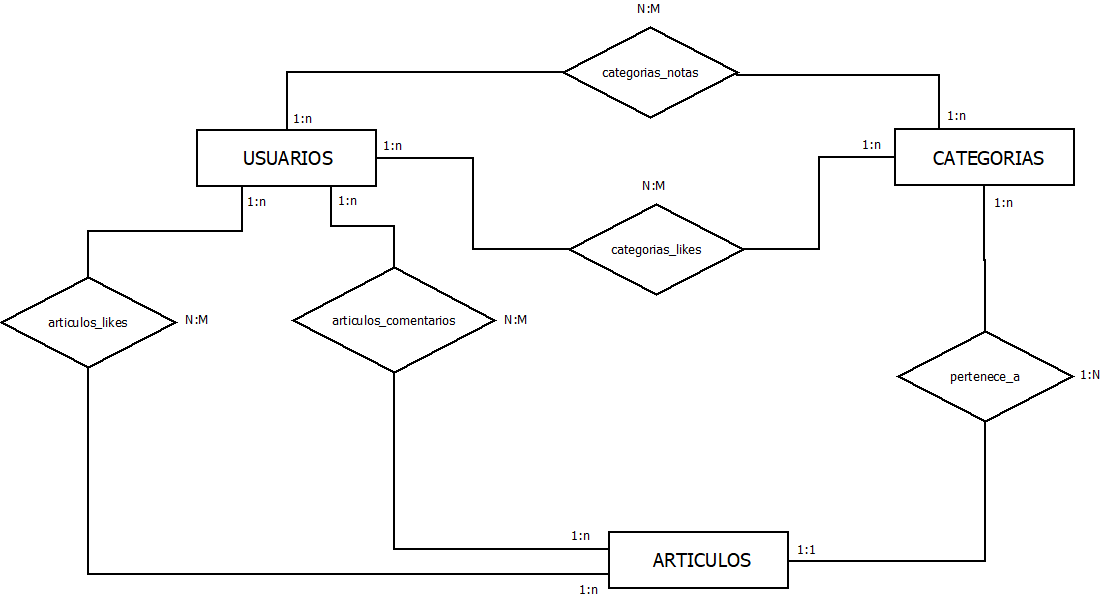 N:M
categorias_notas
1:n
1:n
USUARIOS
1:n
1:n
CATEGORIAS
N:M
1:n
1:n
1:n
categorias_likes
articulos_likes
N:M
articulos_comentarios
N:M
pertenece_a
1:N
1:n
ARTICULOS
1:1
1:n